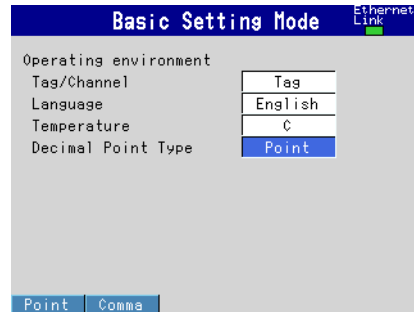 Basic Setting Mode
Ethernet
Link
Operating environment
Tag/Channel Tag
Language English
Temperature C
Decimal Point Type Point
Point Comma